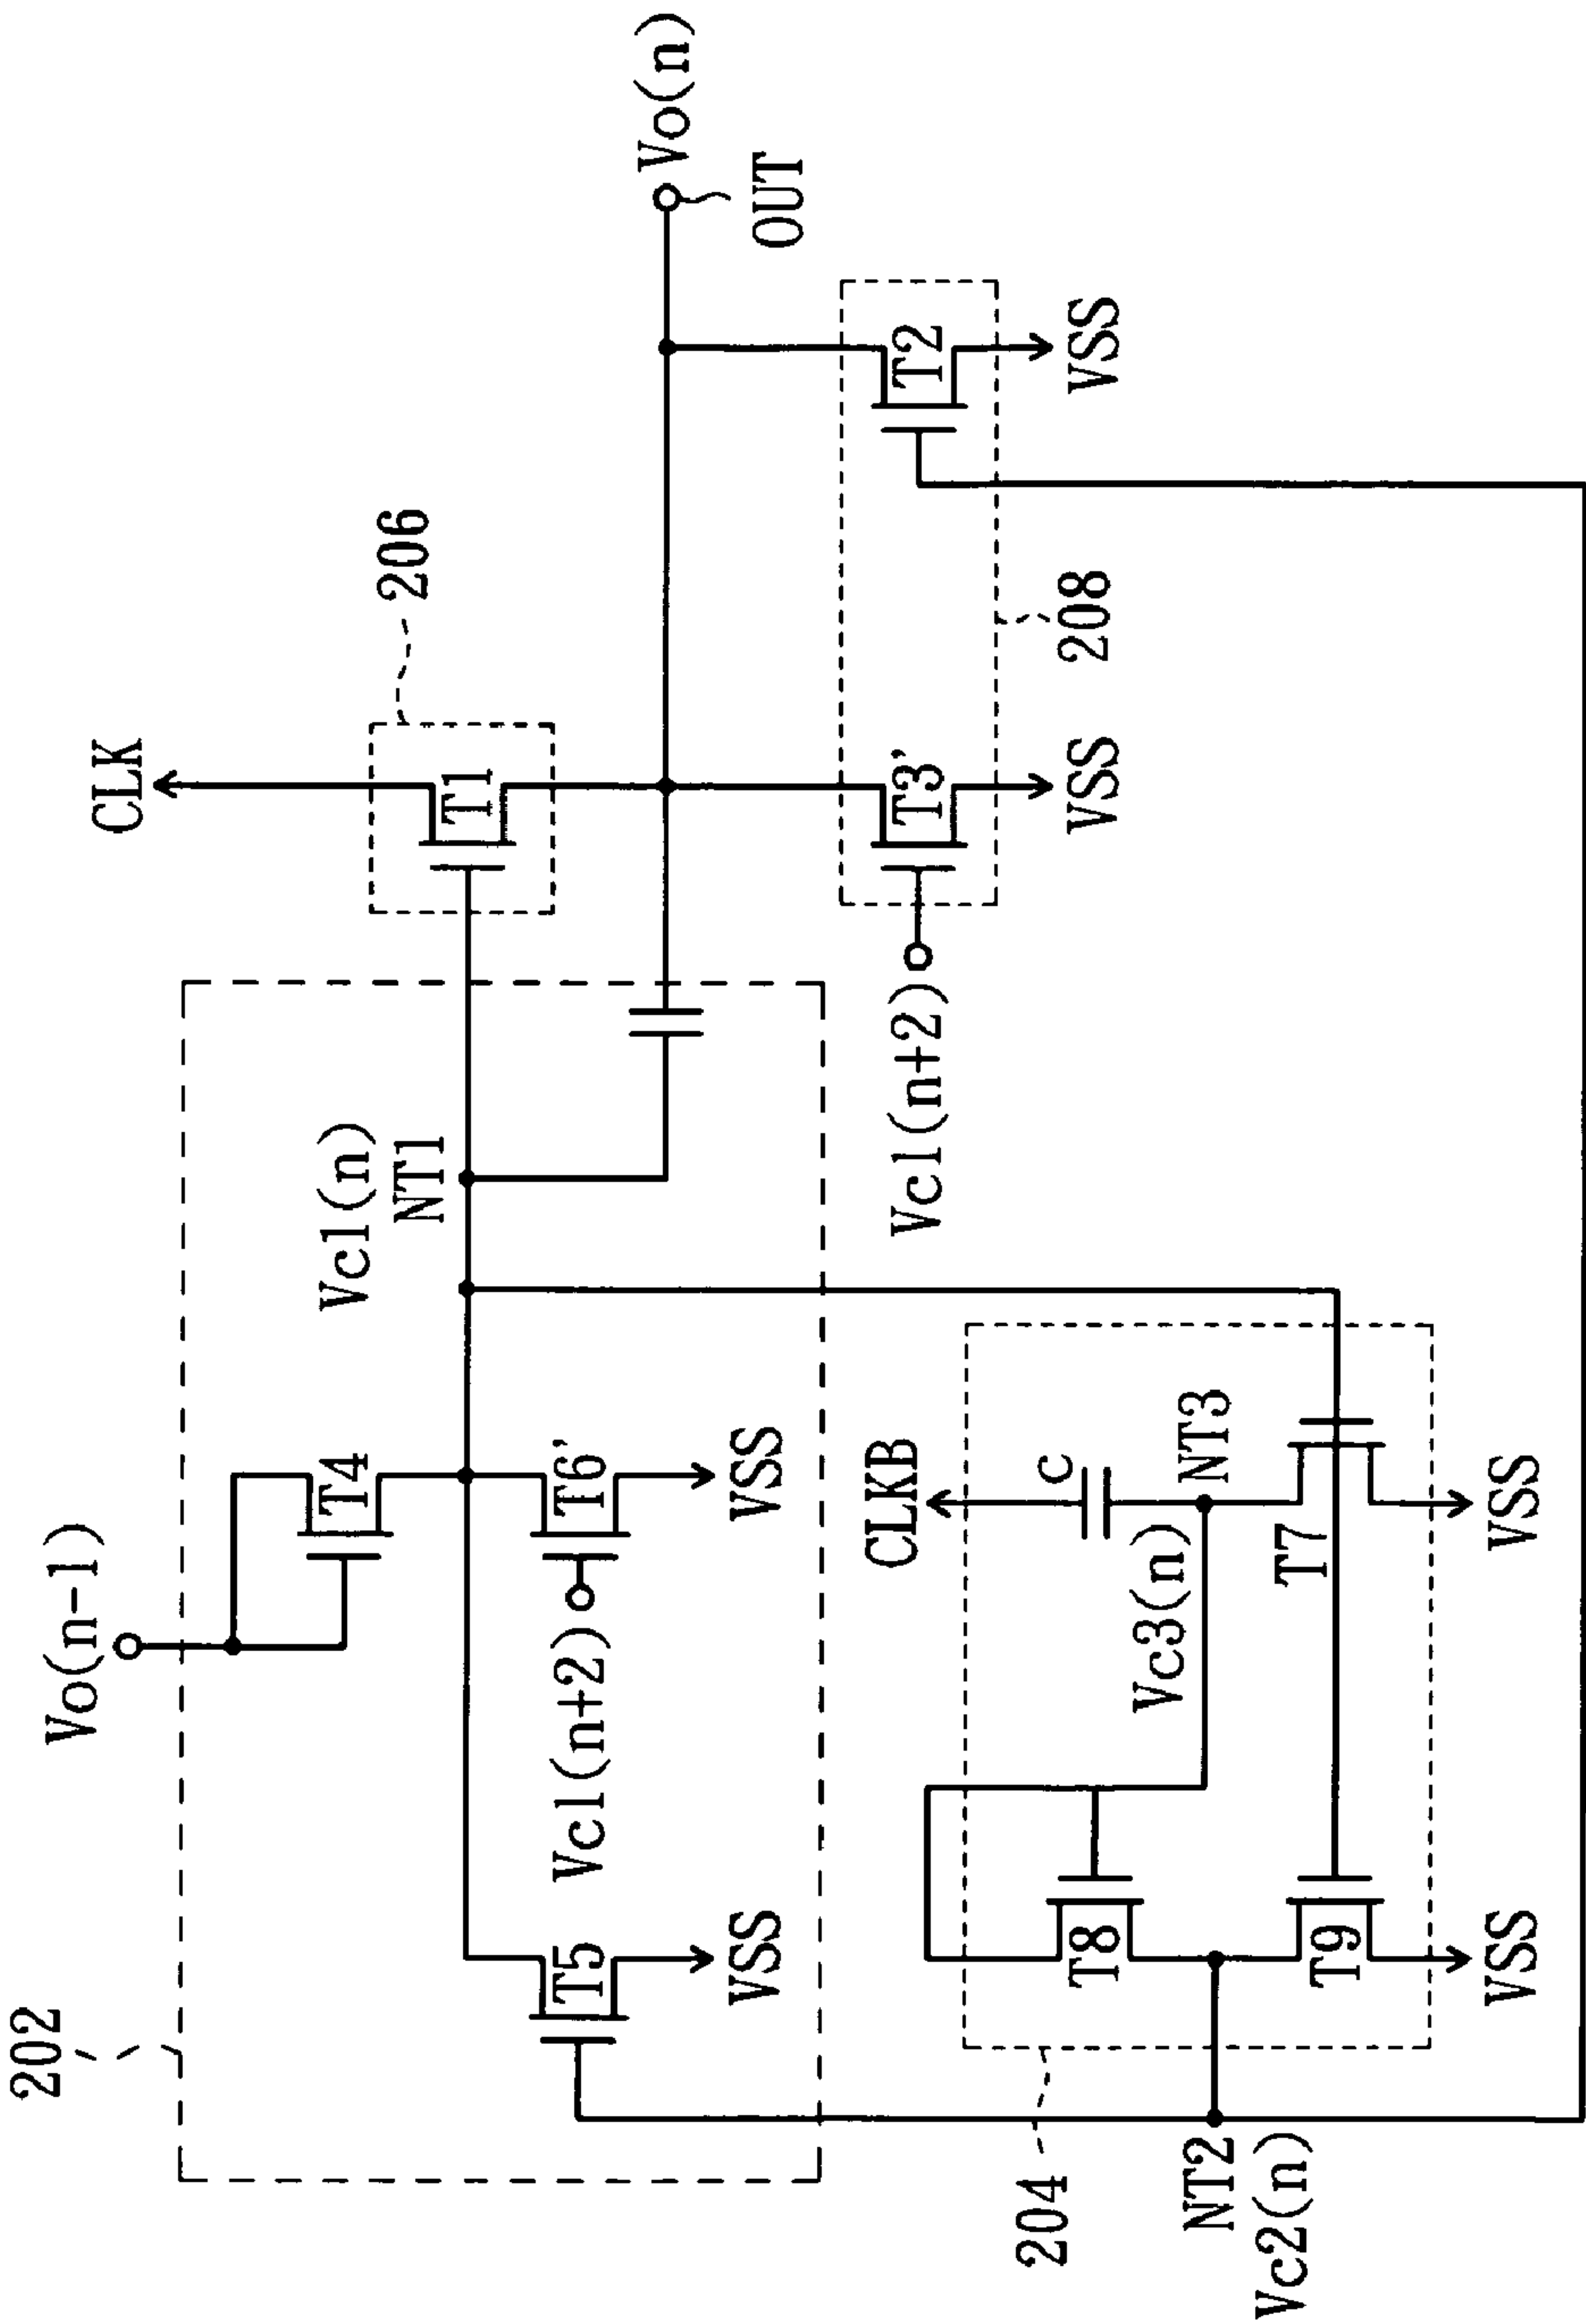 202
Vo(n-1)
T4
Vc1(n)
NT1
CLK
206
T1
Vo(n)
OUT
T5
VSS
T6'
Vc1(n+2)
VSS
Vc1(n+2)
T3'
VSS
T2
VSS
208
204
CLKB
C
Vc3(n)
NT3
T8
T7
VSS
T9
VSS
NT2
Vc2(n)